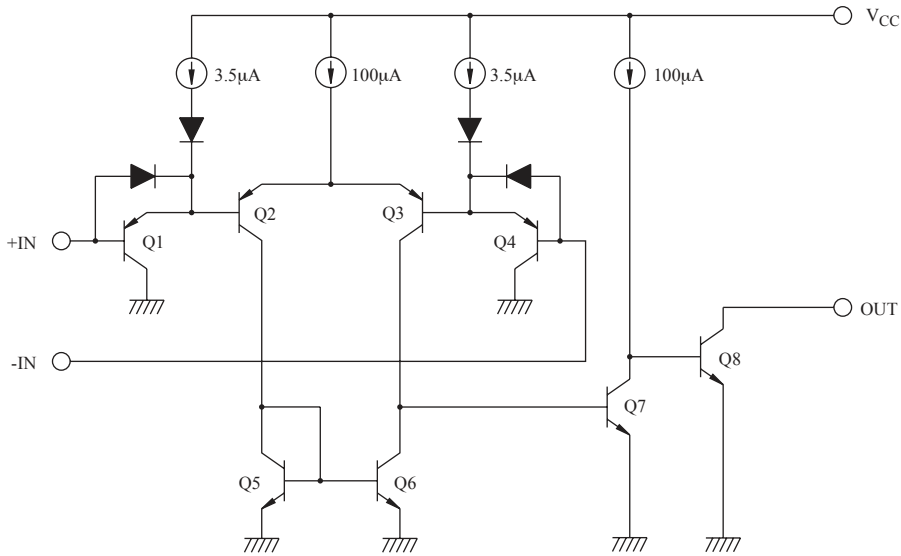 V_CC
3.5μA
100μA
3.5μA
100μA
Q2
Q3
+IN
Q1
Q4
OUT
-IN
Q8
Q7
Q5
Q6